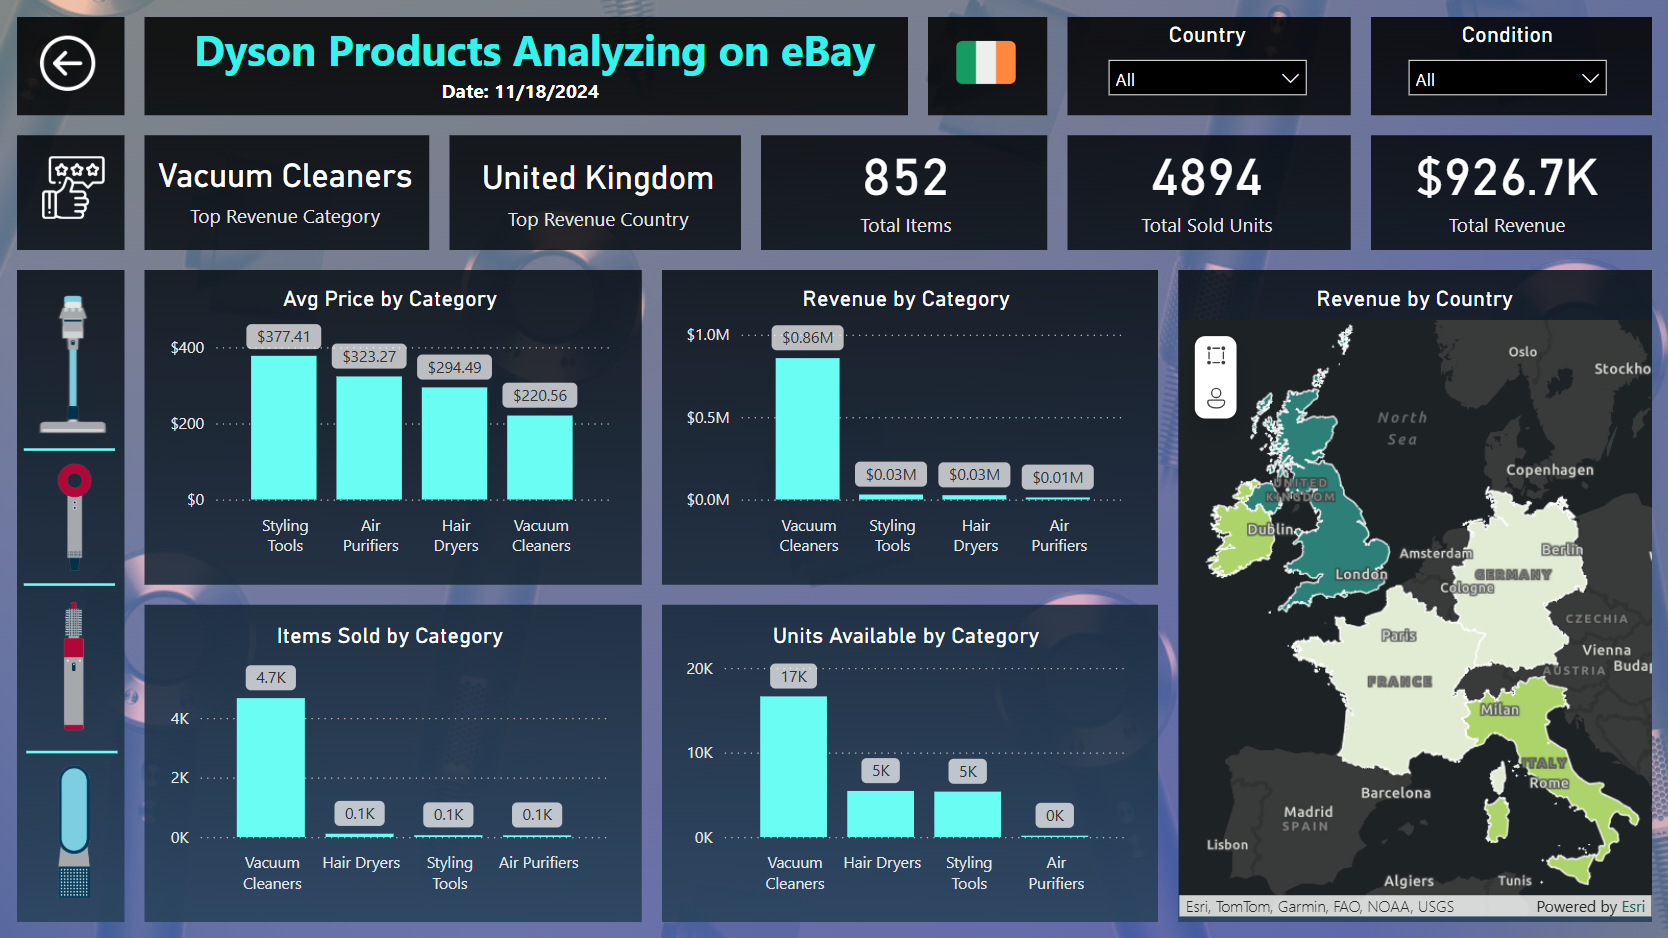 Dyson Products Analyzing on eBay
Date: 11/18/2024
Country
All
Condition
All
Vacuum Cleaners
Top Revenue Category
United Kingdom
Top Revenue Country
852
Total Items
4894
Total Sold Units
$926.7K
Total Revenue
Avg Price by Category
$400
$200
$0
$377.41
$323.27
$294.49
$220.56
Styling
Tools
Air
Purifiers
Hair
Dryers
Vacuum
Cleaners
Revenue by Category
$1.0M
$0.5M
$0.0M
$0.86M
$0.03M
$0.03M
$0.01M
Vacuum
Cleaners
Styling
Tools
Hair
Dryers
Air
Purifiers
Items Sold by Category
4K
2K
0K
4.7K
0.1K
0.1K
0.1K
Vacuum
Cleaners
Hair Dryers
Styling
Tools
Air Purifiers
Units Available by Category
20K
10K
0K
17K
5K
5K
0K
Vacuum
Cleaners
Hair Dryers
Styling
Tools
Air
Purifiers
Revenue by Country
Oslo
Stockho
North
Sea
Copenhagen
UNITED
KINGDOM
Dublin
Amsterdam
Berlin
London
GERMANY
Cologne
CZECHIA
Paris
Vienna
Budap
AUSTRIA
FRANCE
Milan
ITALY
Rome
Barcelona
Madrid
SPAIN
Lisbon
Algiers
Tunis
Esri, TomTom, Garmin, FAO, NOAA, USGS
Powered by Esri